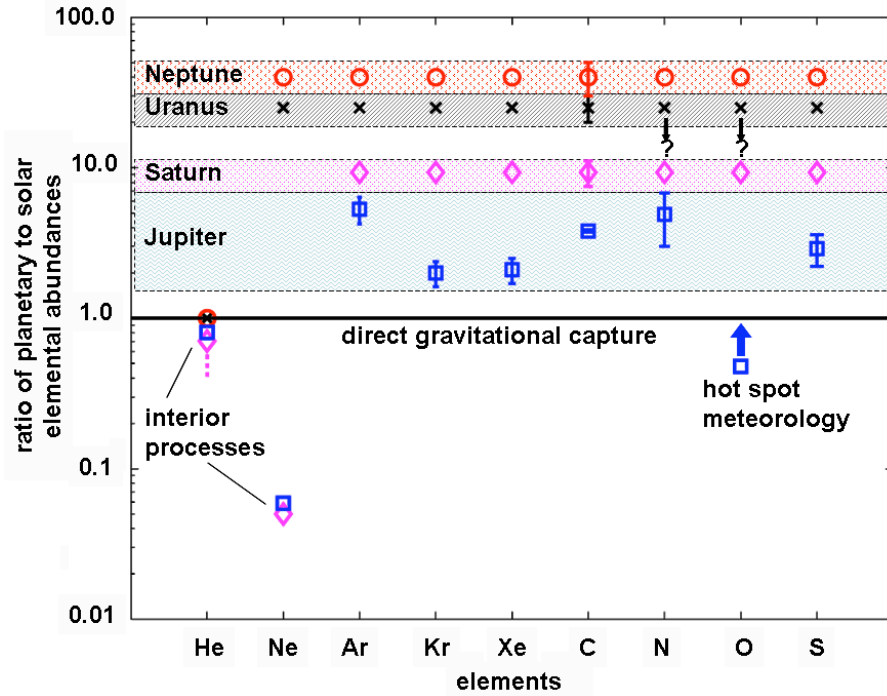 100.0
Neptune
Uranus
?
?
10.0
Saturn
Jupiter
1.0
direct gravitational capture
hot spot
meteorology
interior
processes
0.1
0.01
ratio of planetary to solar
elemental abundances
He Ne Ar Kr Xe C N O S
elements